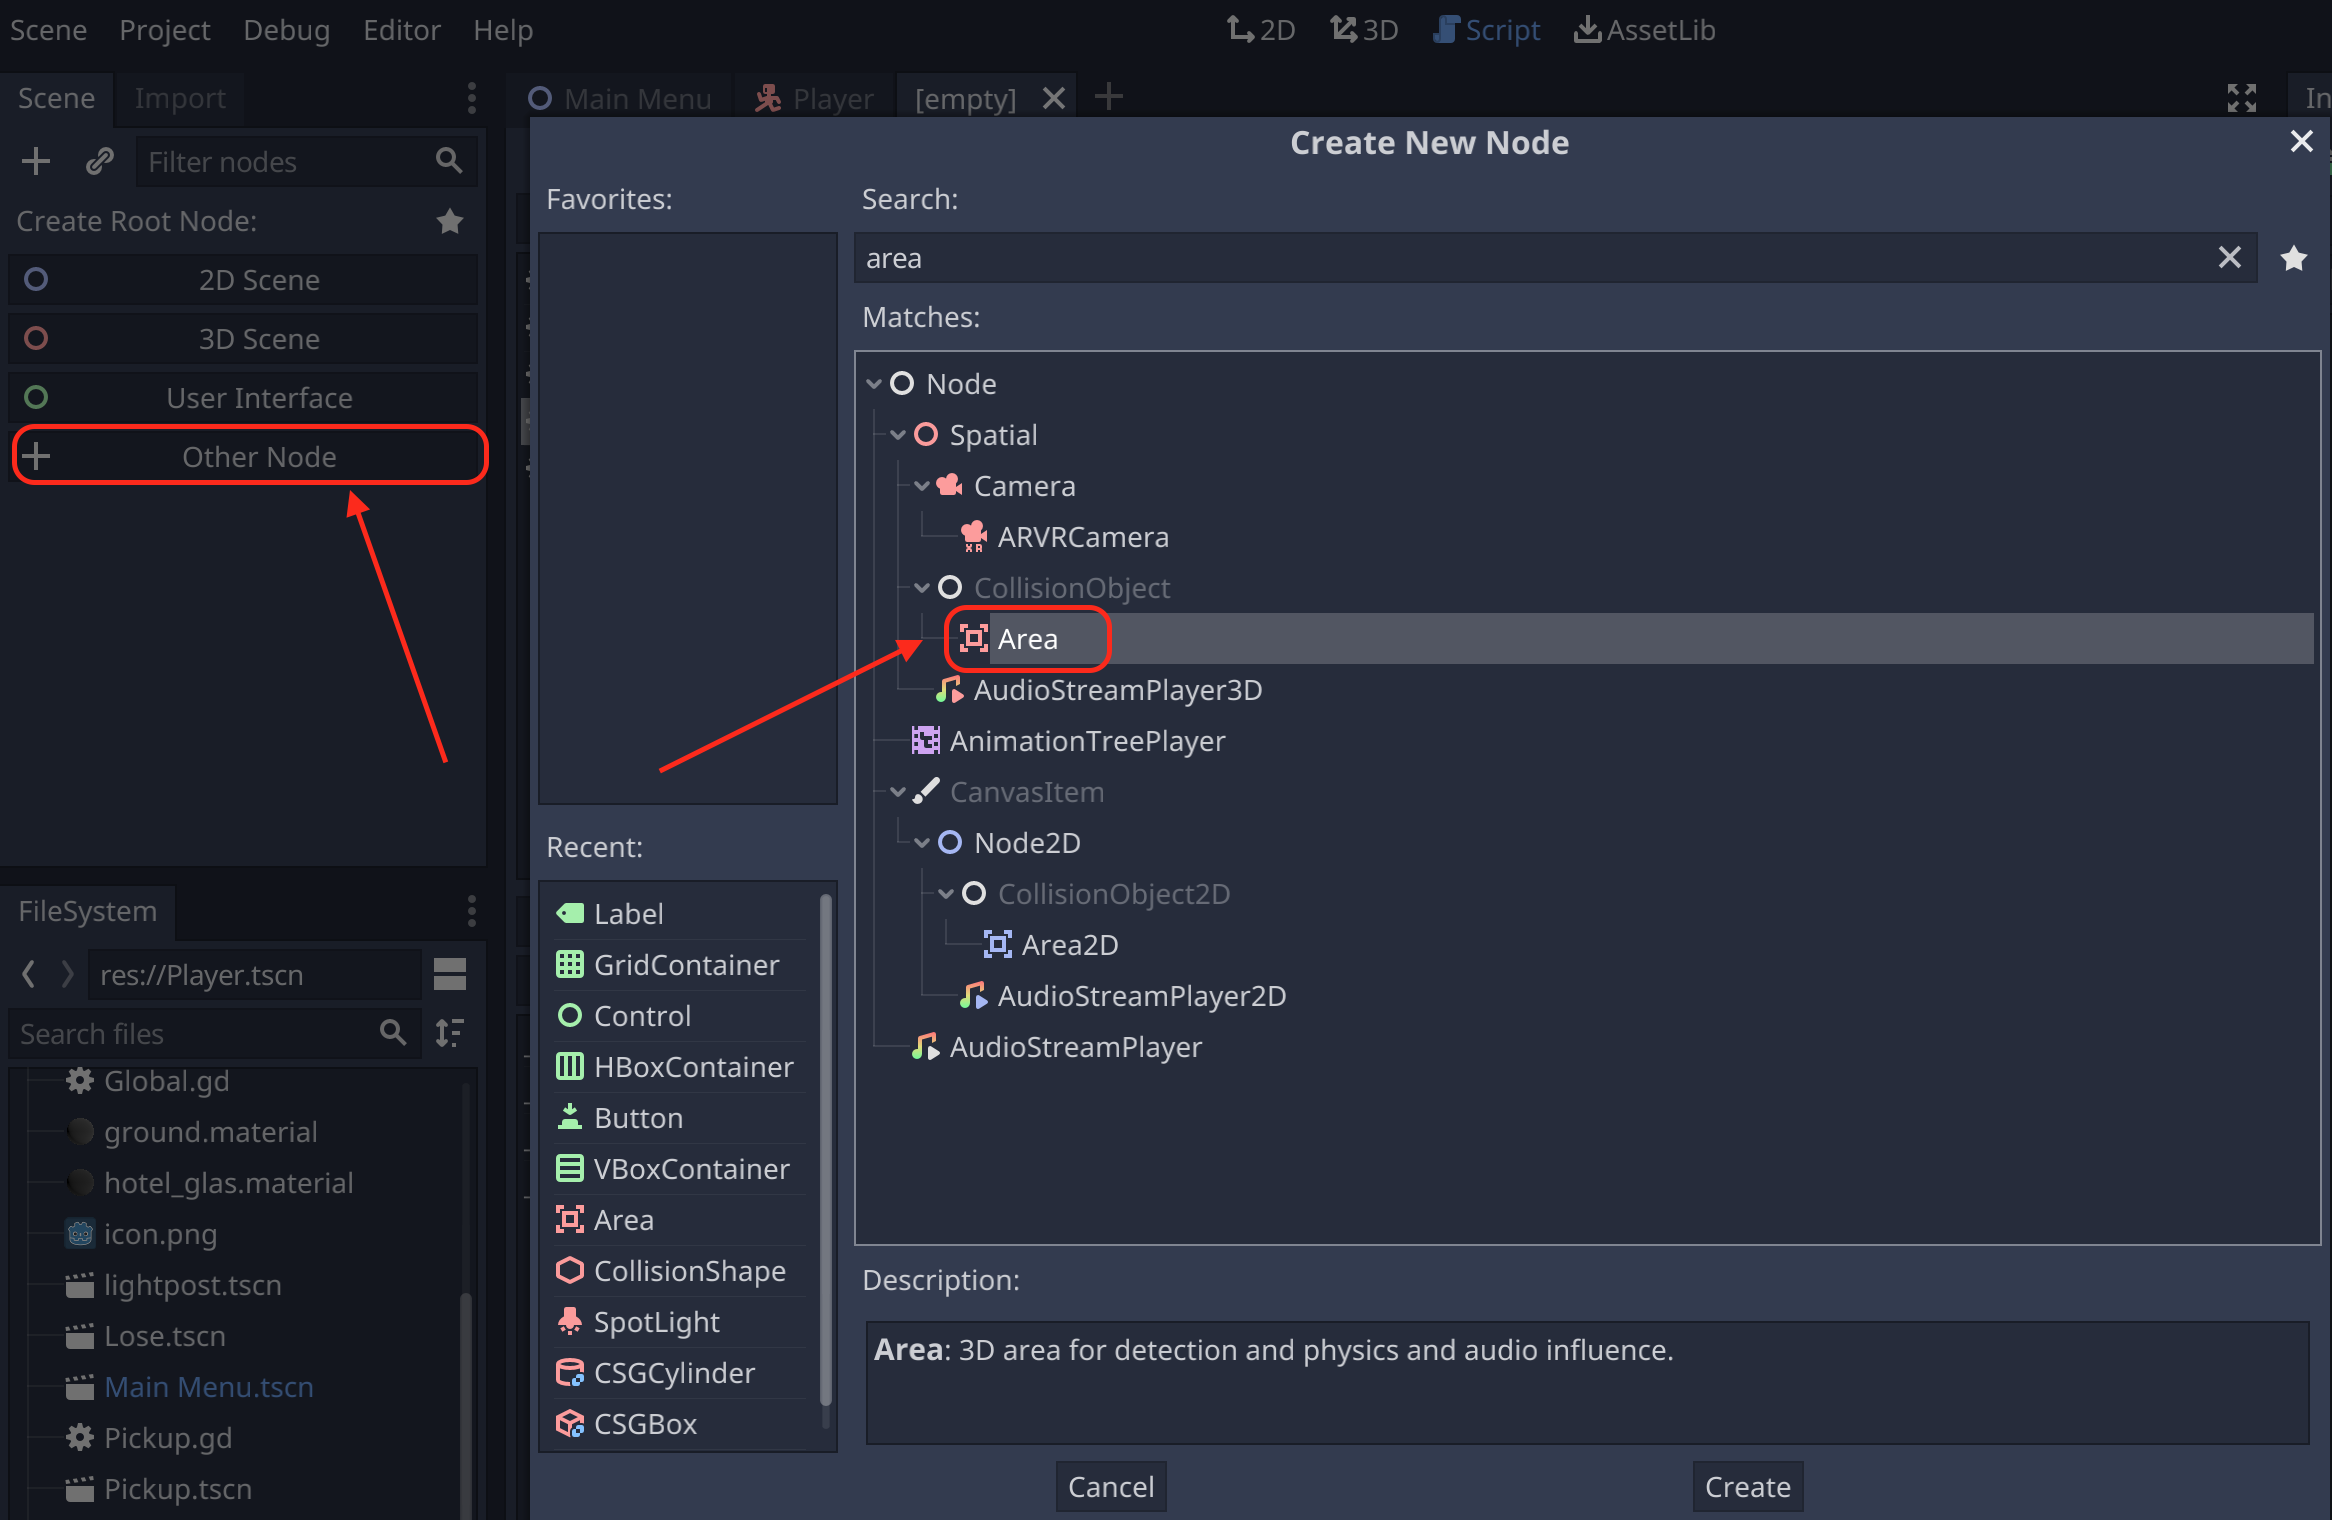 Scene Project Debug Editor Help
2D 3D Script AssetLib
Scene Import
Main Menu Player [empty]
Filter nodes
Create Root Node:
2D Scene
3D Scene
User Interface
Other Node
FileSystem
res://Player.tscn
Search files
Global.gd
ground.material
hotel_glas.material
icon.png
lightpost.tscn
Lose.tscn
Main Menu.tscn
Pickup.gd
Pickup.tscn
Create New Node
Favorites:
Recent:
Label
GridContainer
Control
HBoxContainer
Button
VBoxContainer
Area
CollisionShape
SpotLight
CSGCylinder
CSGBox
Search:
area
Matches:
Node
Spatial
Camera
ARVRCamera
CollisionObject
Area
AudioStreamPlayer3D
AnimationTreePlayer
CanvasItem
Node2D
CollisionObject2D
Area2D
AudioStreamPlayer2D
AudioStreamPlayer
Description:
Area: 3D area for detection and physics and audio influence.
Cancel Create